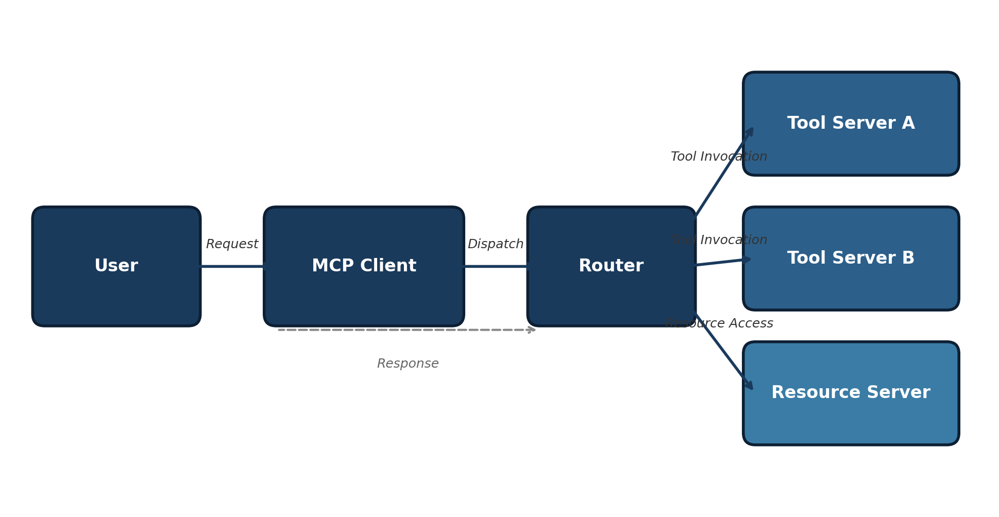 User
Request
MCP Client
Dispatch
Router
Tool Invocation
Tool Server A
Tool Invocation
Tool Server B
Resource Access
Resource Server
Response